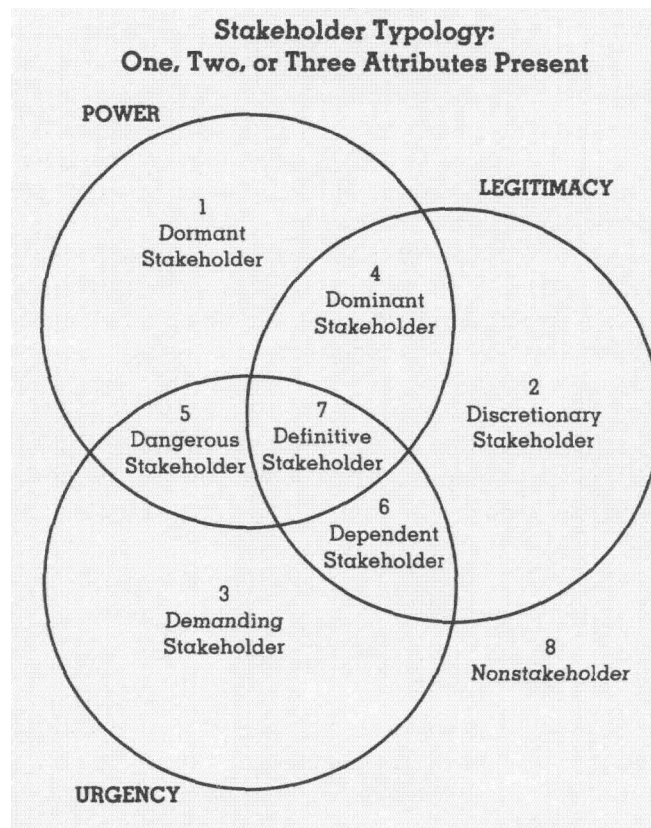 Stakeholder Typology:
One, Two, or Three Attributes Present
POWER
LEGITIMACY
1
Dormant
Stakeholder
4
Dominant
Stakeholder
2
Discretionary
Stakeholder
5
Dangerous
Stakeholder
7
Definitive
Stakeholder
6
Dependent
Stakeholder
3
Demanding
Stakeholder
8
Nonstakeholder
URGENCY